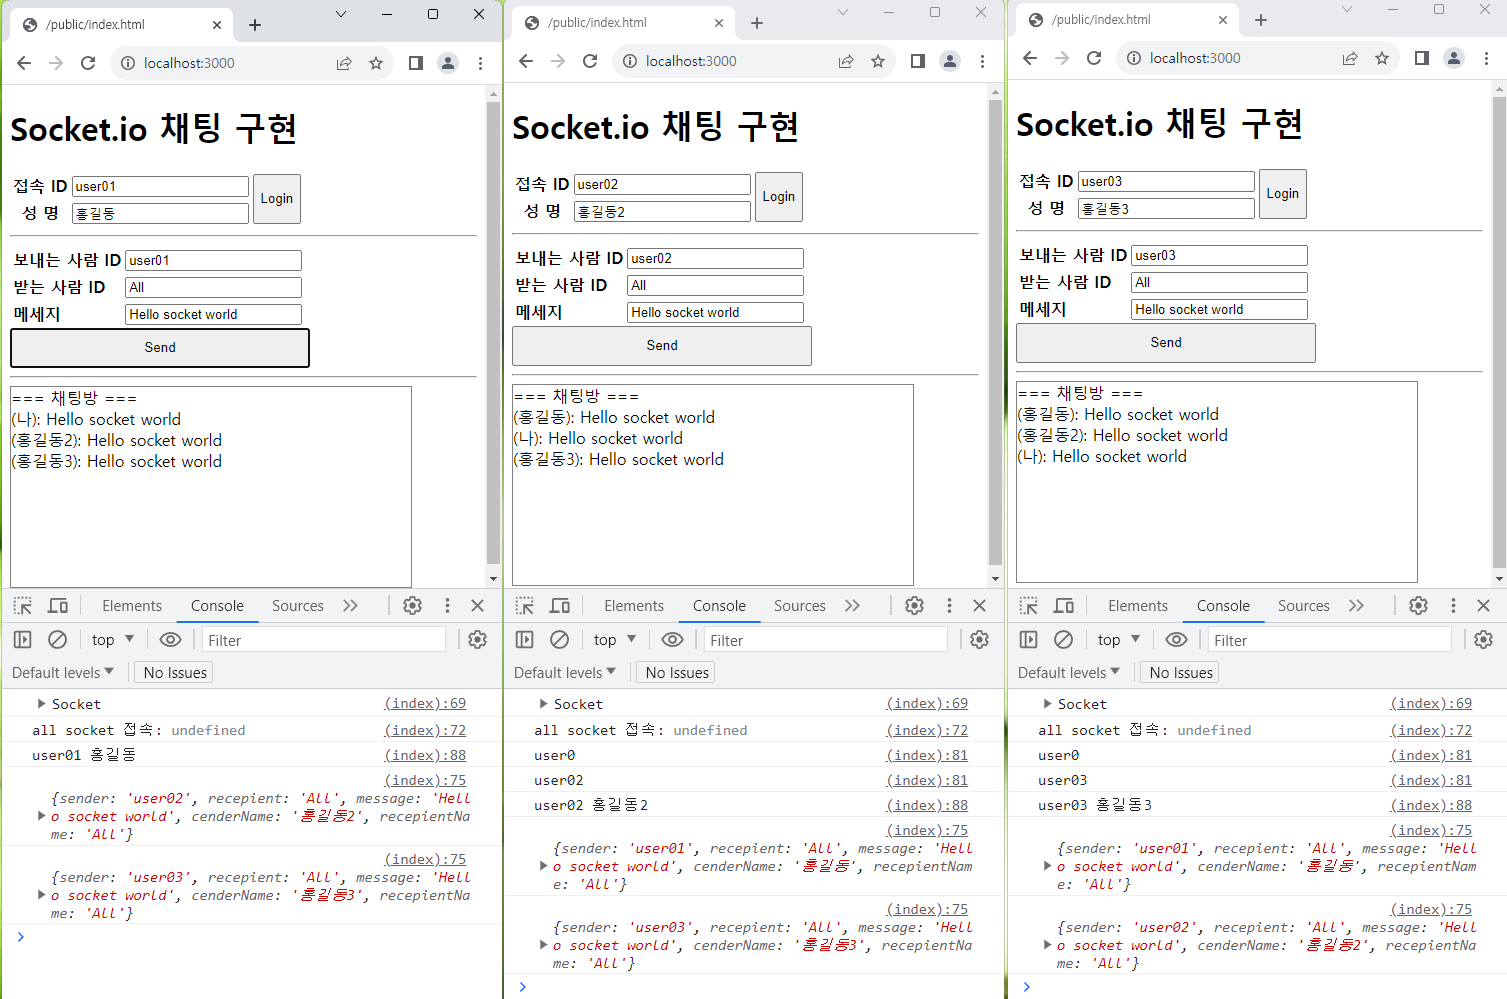 /public/index.html
localhost:3000
Socket.io 채팅 구현
접속 ID user01
Login
성 명 홍길동
보내는 사람 ID user01
받는 사람 ID All
메세지 Hello socket world
Send
=== 채팅방 ===
(나): Hello socket world
(홍길동2): Hello socket world
(홍길동3): Hello socket world
Elements Console Sources
top Filter
Default levels No Issues
Socket (index):69
all socket 접속: undefined (index):72
user01 홍길동 (index):88
(index):75
{sender: 'user02', recepient: 'All', message: 'Hell
o socket world', cenderName: '홍길동2', recepientNa
me: 'All'}
(index):75
{sender: 'user03', recepient: 'All', message: 'Hell
o socket world', cenderName: '홍길동3', recepientNa
me: 'All'}
/public/index.html
localhost:3000
Socket.io 채팅 구현
접속 ID user02
Login
성 명 홍길동2
보내는 사람 ID user02
받는 사람 ID All
메세지 Hello socket world
Send
=== 채팅방 ===
(홍길동): Hello socket world
(나): Hello socket world
(홍길동3): Hello socket world
Elements Console Sources
top Filter
Default levels No Issues
Socket (index):69
all socket 접속: undefined (index):72
user0 (index):81
user02 (index):81
user02 홍길동2 (index):88
(index):75
{sender: 'user01', recepient: 'All', message: 'Hell
o socket world', cenderName: '홍길동', recepientNam
e: 'All'}
(index):75
{sender: 'user03', recepient: 'All', message: 'Hell
o socket world', cenderName: '홍길동3', recepientNa
me: 'All'}
/public/index.html
localhost:3000
Socket.io 채팅 구현
접속 ID user03
Login
성 명 홍길동3
보내는 사람 ID user03
받는 사람 ID All
메세지 Hello socket world
Send
=== 채팅방 ===
(홍길동): Hello socket world
(홍길동2): Hello socket world
(나): Hello socket world
Elements Console Sources
top Filter
Default levels No Issues
Socket (index):69
all socket 접속: undefined (index):72
user0 (index):81
user03 (index):81
user03 홍길동3 (index):88
(index):75
{sender: 'user01', recepient: 'All', message: 'Hell
o socket world', cenderName: '홍길동', recepientNam
e: 'All'}
(index):75
{sender: 'user02', recepient: 'All', message: 'Hell
o socket world', cenderName: '홍길동2', recepientNa
me: 'All'}